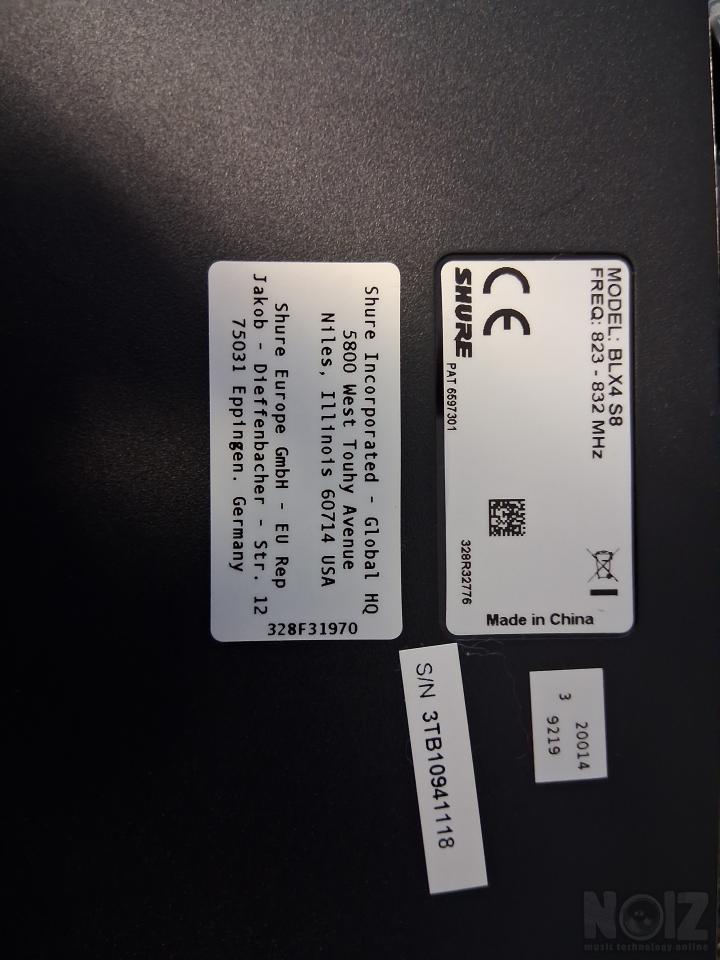 MODEL: BLX4 S8
FREQ: 823 - 832 MHz
CE
SHURE
PAT 6597301
328R32776
Made in China
Shure Incorporated - Global HQ
5800 West Touhy Avenue
Niles, Illinois 60714 USA
Shure Europe GmbH - EU Rep
Jakob - Dieffenbacher - Str. 12
75031 Eppingen. Germany
328F31970
20014
3 9219
S/N 3TB10941118
NOIZ
music technology online